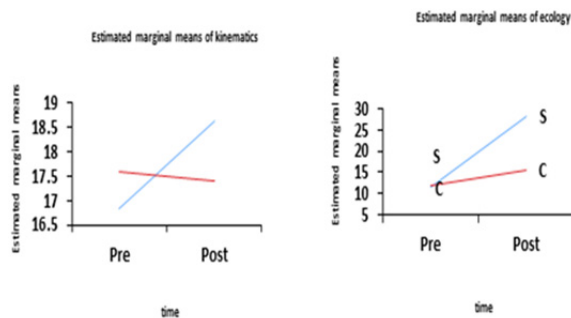 Estimated marginal means of kinematics
Estimated marginal means
19
18.5
18
17.5
17
16.5
Pre
Post
time
Estimated marginal means of ecology
Estimated marginal means
30
25
20
15
10
5
S
C
S
C
Pre
Post
time